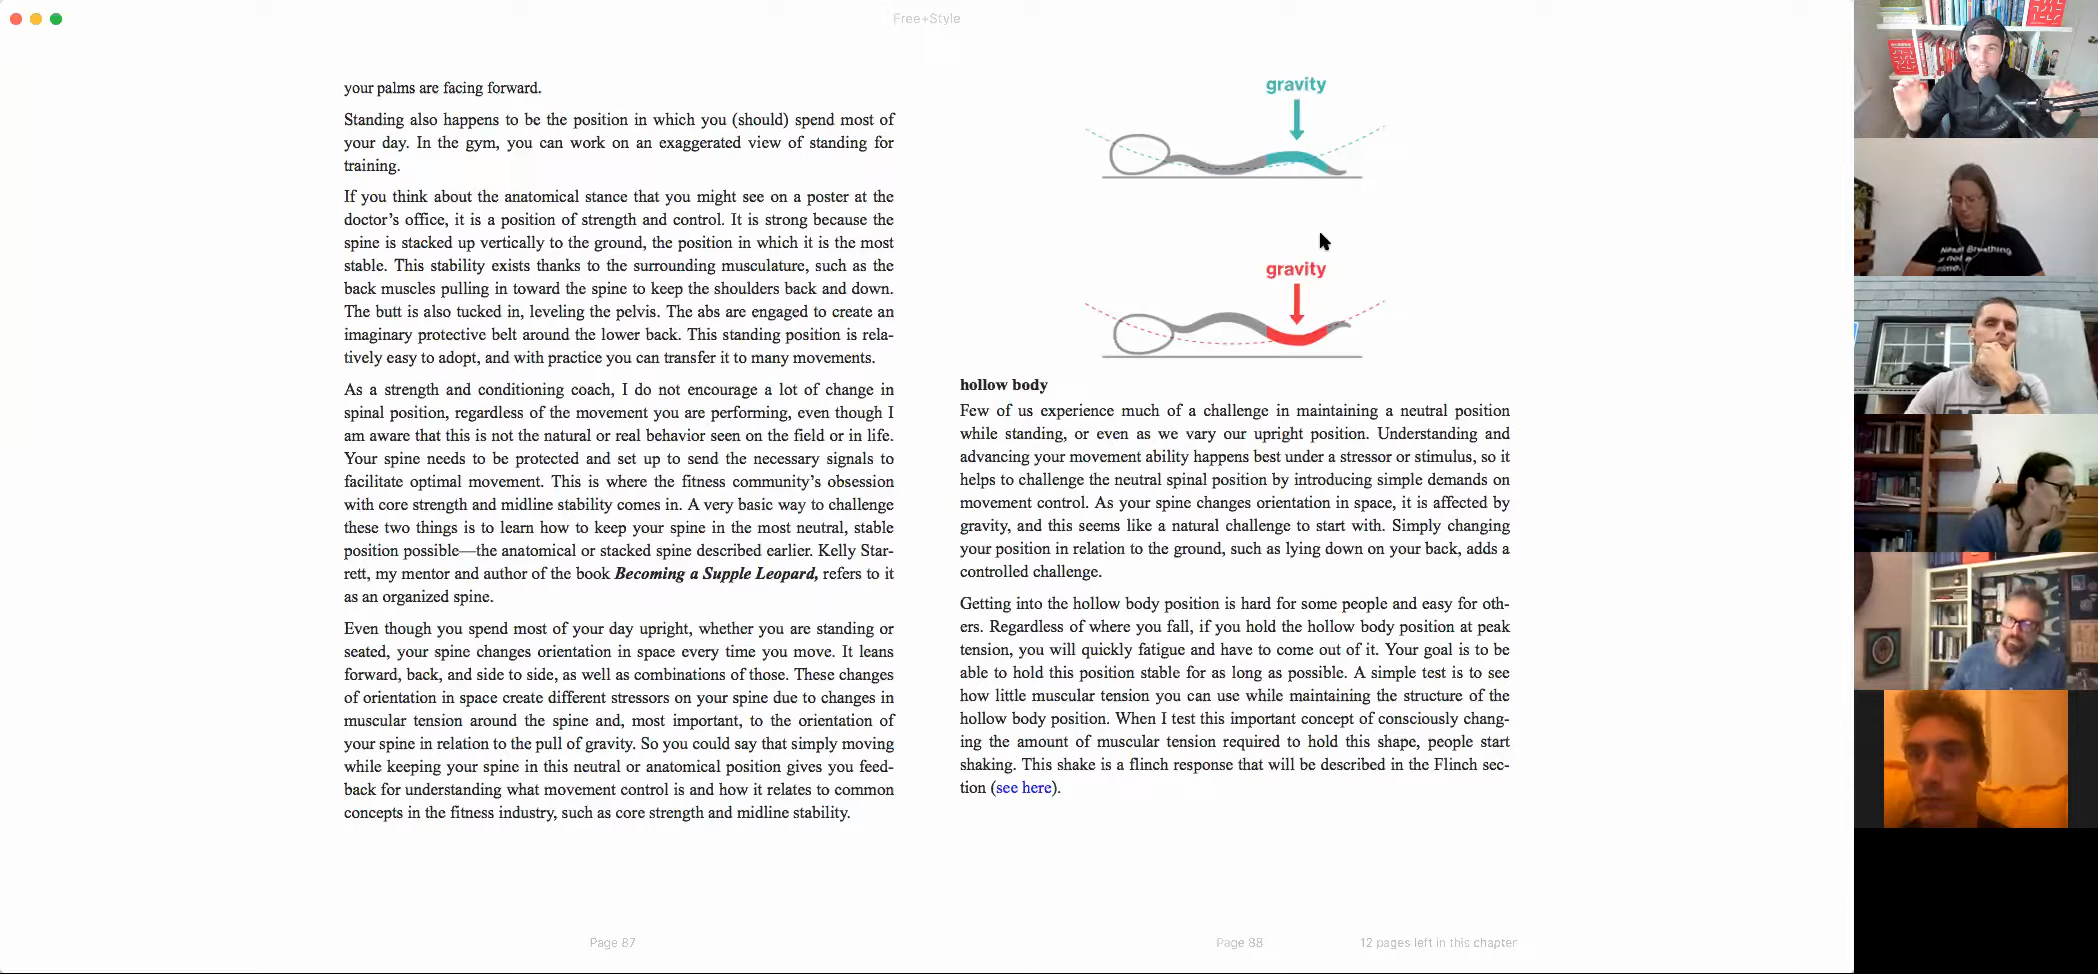 Free+Style
your palms are facing forward.
Standing also happens to be the position in which you (should) spend most of
your day. In the gym, you can work on an exaggerated view of standing for
training.
If you think about the anatomical stance that you might see on a poster at the
doctor’s office, it is a position of strength and control. It is strong because the
spine is stacked up vertically to the ground, the position in which it is the most
stable. This stability exists thanks to the surrounding musculature, such as the
back muscles pulling in toward the spine to keep the shoulders back and down.
The butt is also tucked in, leveling the pelvis. The abs are engaged to create an
imaginary protective belt around the lower back. This standing position is rela-
tively easy to adopt, and with practice you can transfer it to many movements.
As a strength and conditioning coach, I do not encourage a lot of change in
spinal position, regardless of the movement you are performing, even though I
am aware that this is not the natural or real behavior seen on the field or in life.
Your spine needs to be protected and set up to send the necessary signals to
facilitate optimal movement. This is where the fitness community’s obsession
with core strength and midline stability comes in. A very basic way to challenge
these two things is to learn how to keep your spine in the most neutral, stable
position possible—the anatomical or stacked spine described earlier. Kelly Star-
rett, my mentor and author of the book Becoming a Supple Leopard, refers to it
as an organized spine.
Even though you spend most of your day upright, whether you are standing or
seated, your spine changes orientation in space every time you move. It leans
forward, back, and side to side, as well as combinations of those. These changes
of orientation in space create different stressors on your spine due to changes in
muscular tension around the spine and, most important, to the orientation of
your spine in relation to the pull of gravity. So you could say that simply moving
while keeping your spine in this neutral or anatomical position gives you feed-
back for understanding what movement control is and how it relates to common
concepts in the fitness industry, such as core strength and midline stability.
Page 87
gravity
gravity
hollow body
Few of us experience much of a challenge in maintaining a neutral position
while standing, or even as we vary our upright position. Understanding and
advancing your movement ability happens best under a stressor or stimulus, so it
helps to challenge the neutral spinal position by introducing simple demands on
movement control. As your spine changes orientation in space, it is affected by
gravity, and this seems like a natural challenge to start with. Simply changing
your position in relation to the ground, such as lying down on your back, adds a
controlled challenge.
Getting into the hollow body position is hard for some people and easy for oth-
ers. Regardless of where you fall, if you hold the hollow body position at peak
tension, you will quickly fatigue and have to come out of it. Your goal is to be
able to hold this position stable for as long as possible. A simple test is to see
how little muscular tension you can use while maintaining the structure of the
hollow body position. When I test this important concept of consciously chang-
ing the amount of muscular tension required to hold this shape, people start
shaking. This shake is a flinch response that will be described in the Flinch sec-
tion (see here).
Page 88
12 pages left in this chapter